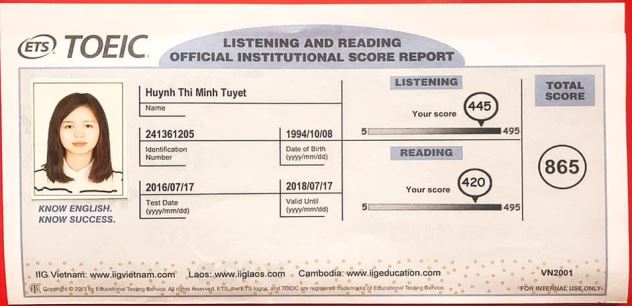 ETS TOEIC
LISTENING AND READING
OFFICIAL INSTITUTIONAL SCORE REPORT
Huynh Thi Minh Tuyet
Name
241361205
Identification
Number
1994/10/08
Date of Birth
(yyyy/mm/dd)
2016/07/17
Test Date
(yyyy/mm/dd)
2018/07/17
Valid Until
(yyyy/mm/dd)
LISTENING
Your score
445
5
495
READING
Your score
420
5
495
TOTAL
SCORE
865
KNOW ENGLISH.
KNOW SUCCESS.
IIG Vietnam: www.iigvietnam.com Laos: www.iiglaos.com Cambodia: www.iigeducation.com VN2001
Copyright © 2013 by Educational Testing Service. All rights reserved. ETS, the ETS logos, and TOEIC are registered trademarks of Educational Testing Service. FOR INTERNAL USE ONLY